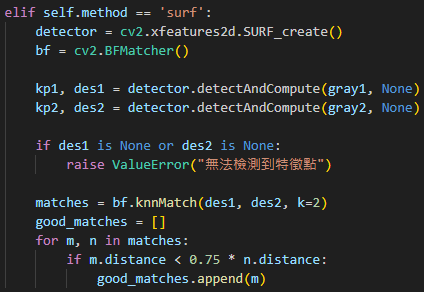 elif self.method == 'surf':
    detector = cv2.xfeatures2d.SURF_create()
    bf = cv2.BFMatcher()

    kp1, des1 = detector.detectAndCompute(gray1, None)
    kp2, des2 = detector.detectAndCompute(gray2, None)

    if des1 is None or des2 is None:
        raise ValueError("無法檢測到特徵點")

    matches = bf.knnMatch(des1, des2, k=2)
    good_matches = []
    for m, n in matches:
        if m.distance < 0.75 * n.distance:
            good_matches.append(m)